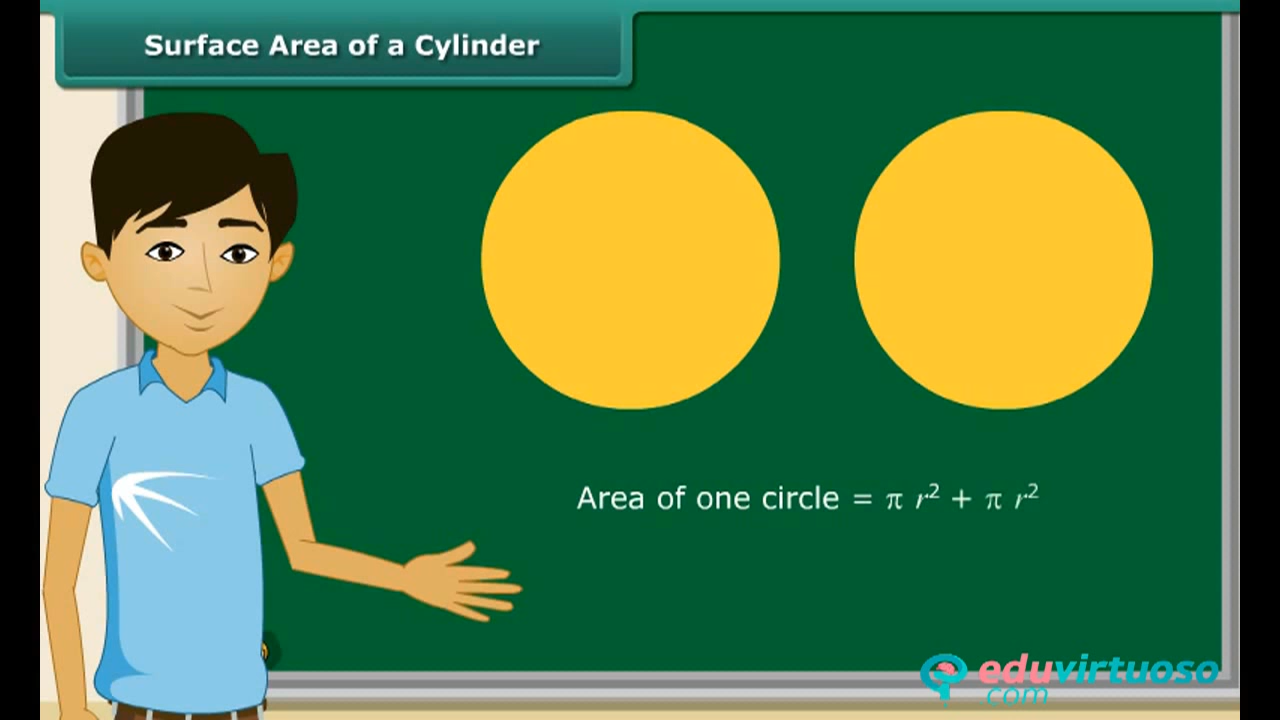 Surface Area of a Cylinder
Area of one circle = π r² + π r²
eduvirtuoso
.com